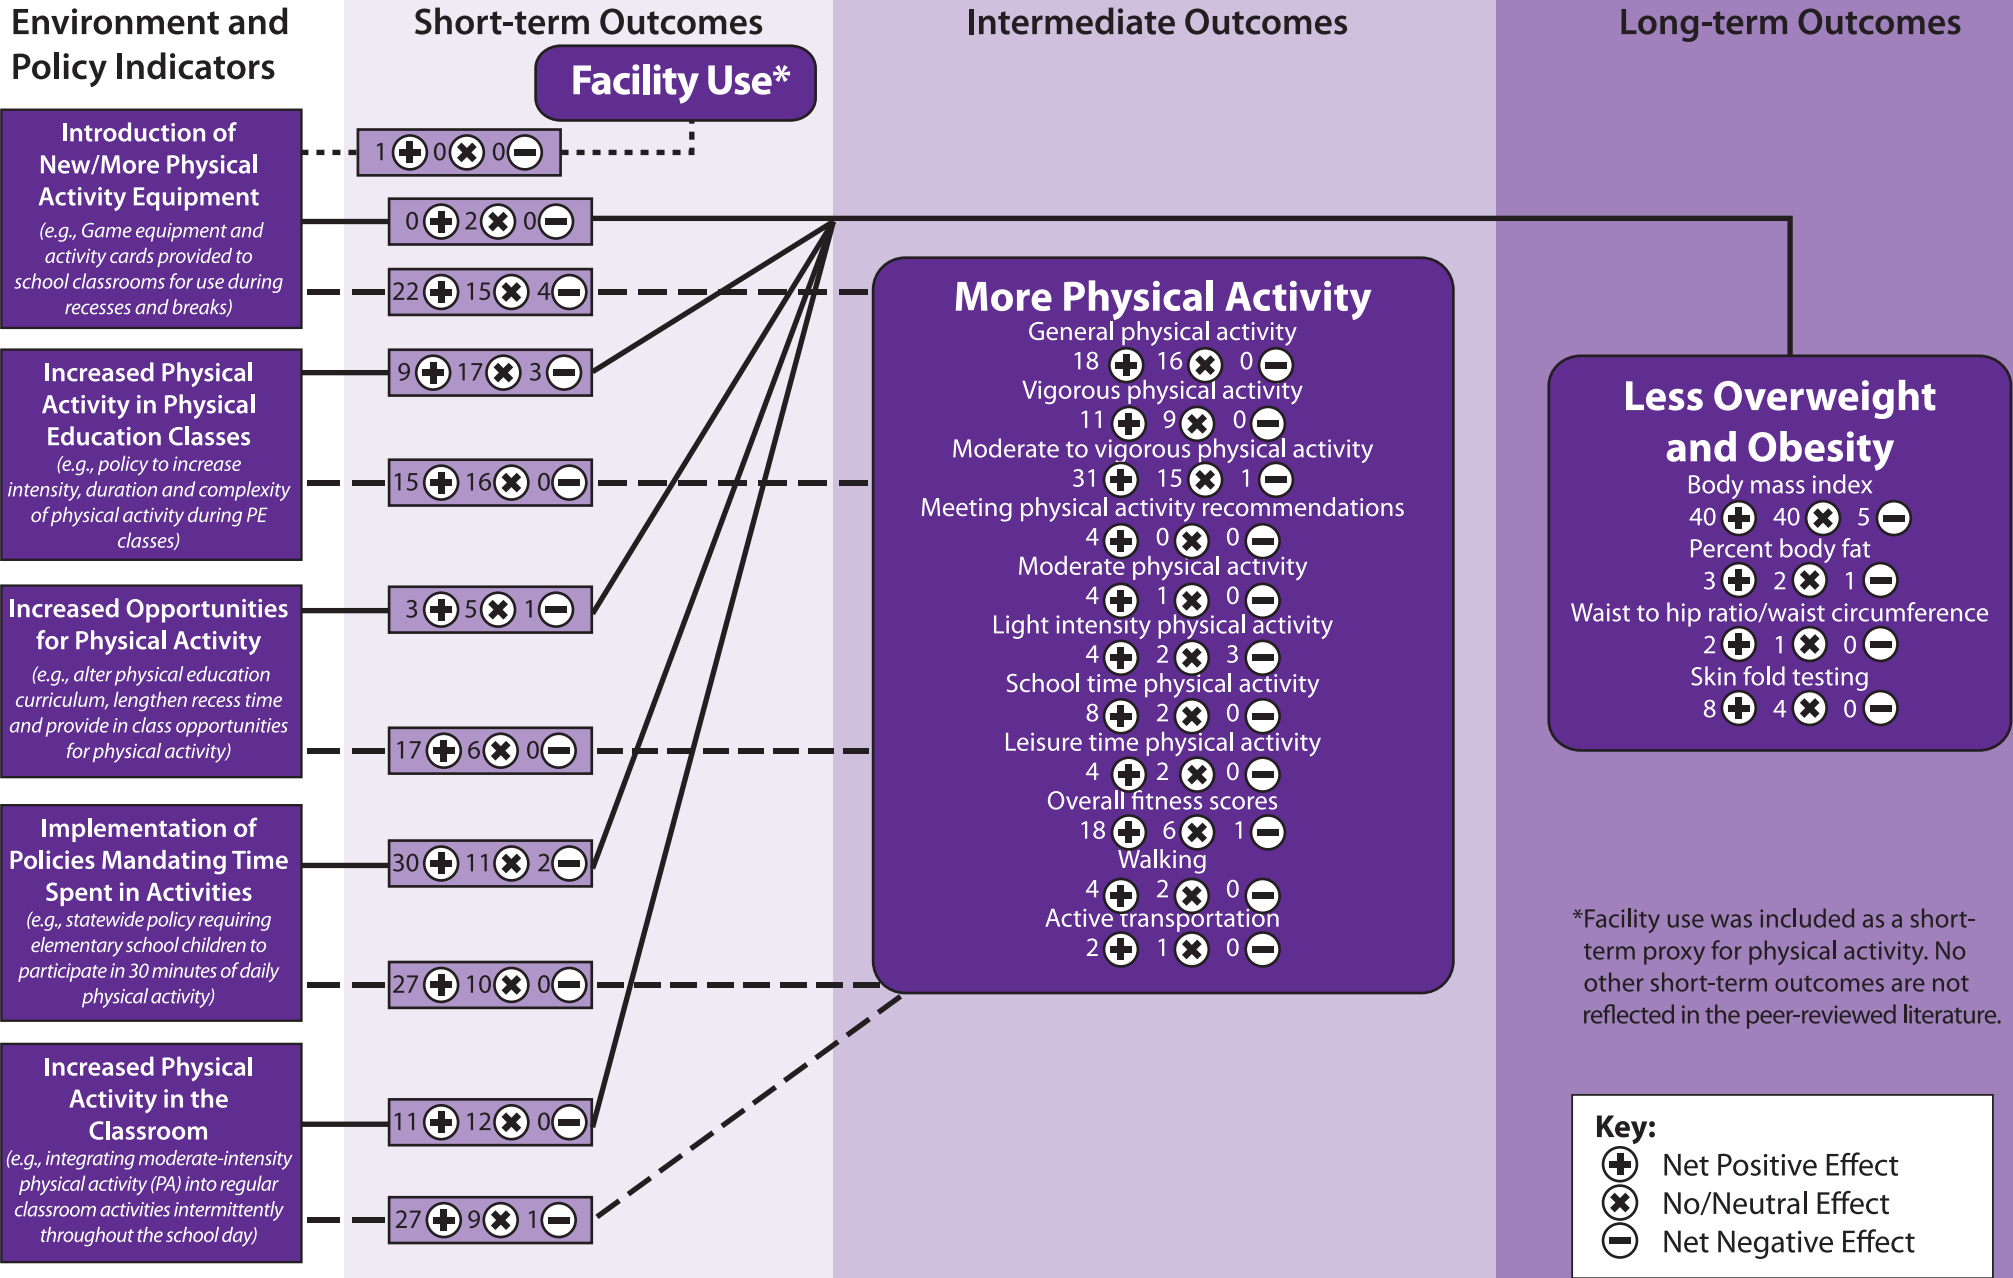 Environment and
Policy Indicators
Short-term Outcomes
Intermediate Outcomes
Long-term Outcomes
Facility Use*
Introduction of
New/More Physical
Activity Equipment
(e.g., Game equipment and
activity cards provided to
school classrooms for use during
recesses and breaks)
1 + 0 × 0 −
0 + 2 × 0 −
22 + 15 × 4 −
Increased Physical
Activity in Physical
Education Classes
(e.g., policy to increase
intensity, duration and complexity
of physical activity during PE
classes)
9 + 17 × 3 −
15 + 16 × 0 −
Increased Opportunities
for Physical Activity
(e.g., alter physical education
curriculum, lengthen recess time
and provide in class opportunities
for physical activity)
3 + 5 × 1 −
17 + 6 × 0 −
Implementation of
Policies Mandating Time
Spent in Activities
(e.g., statewide policy requiring
elementary school children to
participate in 30 minutes of daily
physical activity)
30 + 11 × 2 −
27 + 10 × 0 −
Increased Physical
Activity in the
Classroom
(e.g., integrating moderate-intensity
physical activity (PA) into regular
classroom activities intermittently
throughout the school day)
11 + 12 × 0 −
27 + 9 × 1 −
More Physical Activity
General physical activity
18 + 16 × 0 −
Vigorous physical activity
11 + 9 × 0 −
Moderate to vigorous physical activity
31 + 15 × 1 −
Meeting physical activity recommendations
4 + 0 × 0 −
Moderate physical activity
4 + 1 × 0 −
Light intensity physical activity
4 + 2 × 3 −
School time physical activity
8 + 2 × 0 −
Leisure time physical activity
4 + 2 × 0 −
Overall fitness scores
18 + 6 × 1 −
Walking
4 + 2 × 0 −
Active transportation
2 + 1 × 0 −
Less Overweight
and Obesity
Body mass index
40 + 40 × 5 −
Percent body fat
3 + 2 × 1 −
Waist to hip ratio/waist circumference
2 + 1 × 0 −
Skin fold testing
8 + 4 × 0 −
*Facility use was included as a short-
term proxy for physical activity. No
other short-term outcomes are not
reflected in the peer-reviewed literature.
Key:
+ Net Positive Effect
× No/Neutral Effect
− Net Negative Effect